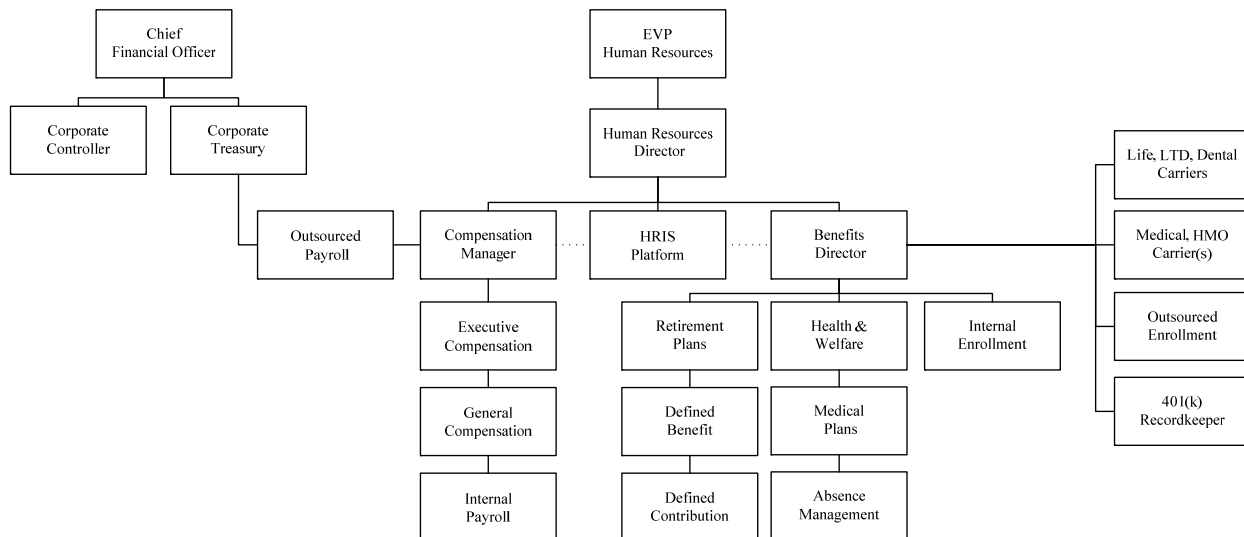 Chief
Financial Officer
EVP
Human Resources
Corporate
Controller
Corporate
Treasury
Human Resources
Director
Life, LTD, Dental
Carriers
Outsourced
Payroll
Compensation
Manager
HRIS
Platform
Benefits
Director
Medical, HMO
Carrier(s)
Executive
Compensation
Retirement
Plans
Health &
Welfare
Internal
Enrollment
Outsourced
Enrollment
General
Compensation
Defined
Benefit
Medical
Plans
401(k)
Recordkeeper
Internal
Payroll
Defined
Contribution
Absence
Management